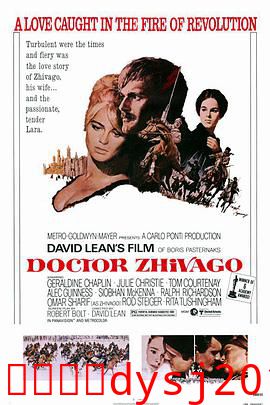 A LOVE CAUGHT IN THE FIRE OF REVOLUTION
Turbulent were the times
and fiery was
the love story of
Zhivago,
his wife...
and the
passionate,
tender
Lara.
METRO-GOLDWYN-MAYER PRESENTS A CARLO PONTI PRODUCTION
DAVID LEAN'S FILM OF BORIS PASTERNAK'S
DOCTOR ZHIVAGO
GERALDINE CHAPLIN · JULIE CHRISTIE · TOM COURTENAY
ALEC GUINNESS · SIOBHAN McKENNA · RALPH RICHARDSON
OMAR SHARIF (AS ZHIVAGO) ROD STEIGER · RITA TUSHINGHAM
ROBERT BOLT · DAVID LEAN
IN PANAVISION AND METROCOLOR
dysj20